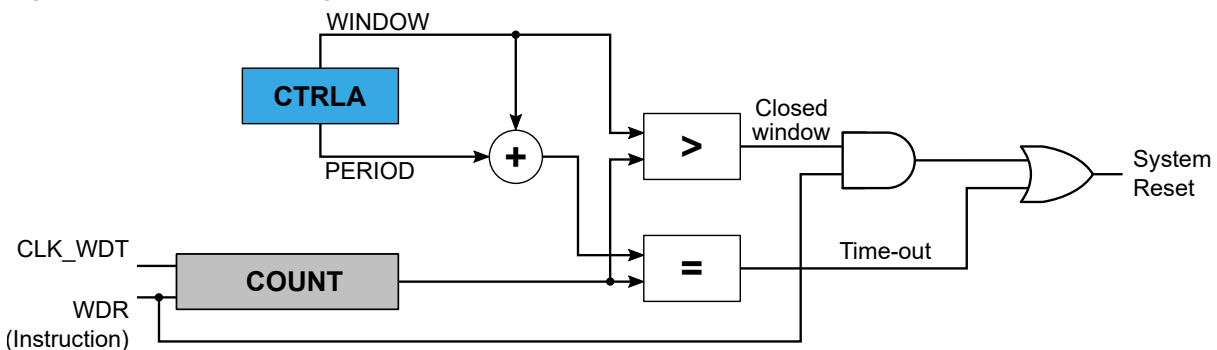 WINDOW
CTRLA
PERIOD
+
>
Closed
window
System
Reset
CLK_WDT
COUNT
=
Time-out
WDR
(Instruction)